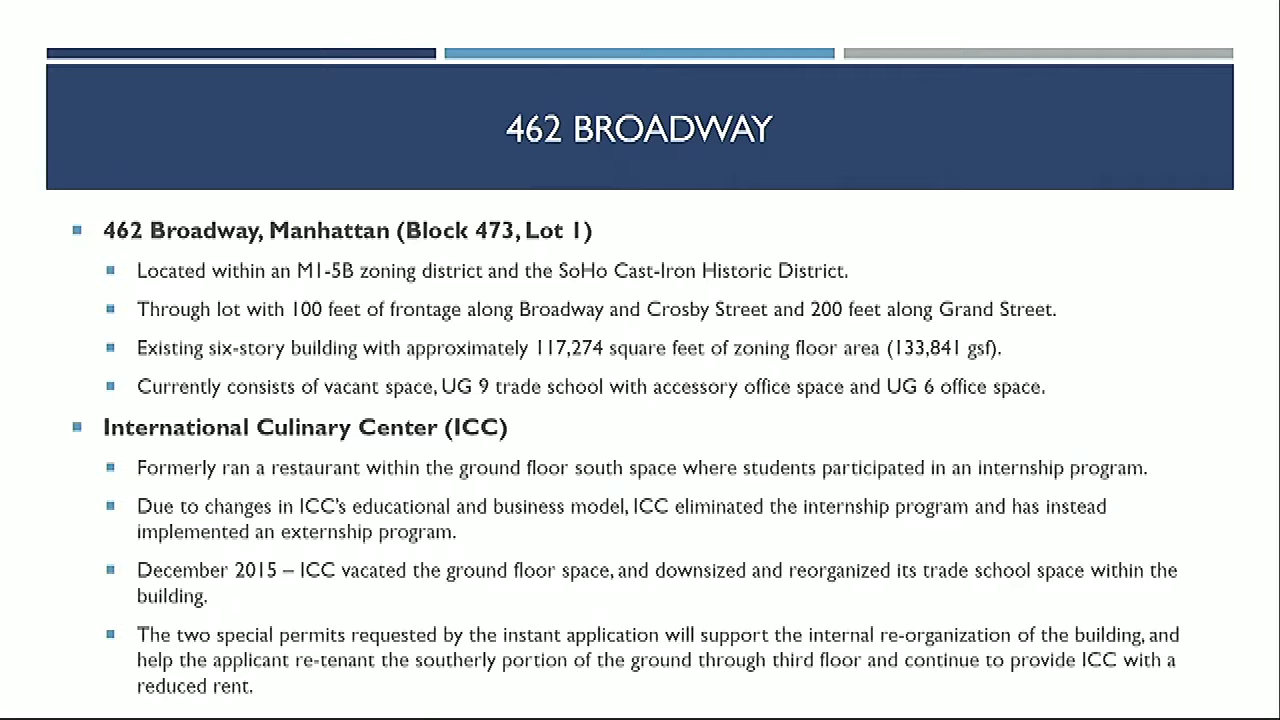 462 BROADWAY
462 Broadway, Manhattan (Block 473, Lot 1)
Located within an M1-5B zoning district and the SoHo Cast-Iron Historic District.
Through lot with 100 feet of frontage along Broadway and Crosby Street and 200 feet along Grand Street.
Existing six-story building with approximately 117,274 square feet of zoning floor area (133,841 gsf).
Currently consists of vacant space, UG 9 trade school with accessory office space and UG 6 office space.
International Culinary Center (ICC)
Formerly ran a restaurant within the ground floor south space where students participated in an internship program.
Due to changes in ICC's educational and business model, ICC eliminated the internship program and has instead
implemented an externship program.
December 2015 – ICC vacated the ground floor space, and downsized and reorganized its trade school space within the
building.
The two special permits requested by the instant application will support the internal re-organization of the building, and
help the applicant re-tenant the southerly portion of the ground through third floor and continue to provide ICC with a
reduced rent.